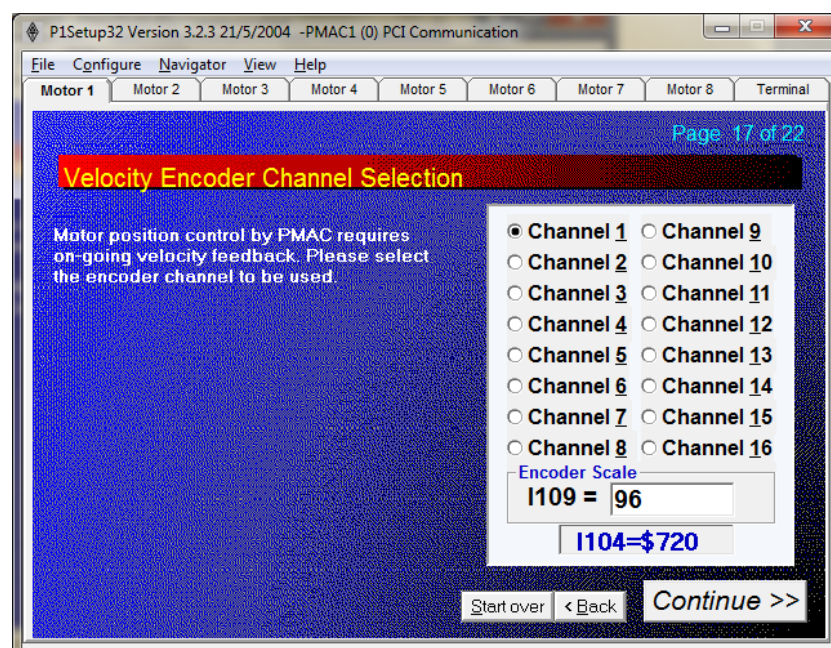 P1Setup32 Version 3.2.3 21/5/2004 -PMAC1 (0) PCI Communication
File Configure Navigator View Help
Motor 1 Motor 2 Motor 3 Motor 4 Motor 5 Motor 6 Motor 7 Motor 8 Terminal
Page 17 of 22
Velocity Encoder Channel Selection
Motor position control by PMAC requires
on-going velocity feedback. Please select
the encoder channel to be used.
Channel 1 Channel 9
Channel 2 Channel 10
Channel 3 Channel 11
Channel 4 Channel 12
Channel 5 Channel 13
Channel 6 Channel 14
Channel 7 Channel 15
Channel 8 Channel 16
Encoder Scale
I109 = 96
I104=$720
Start over < Back Continue >>